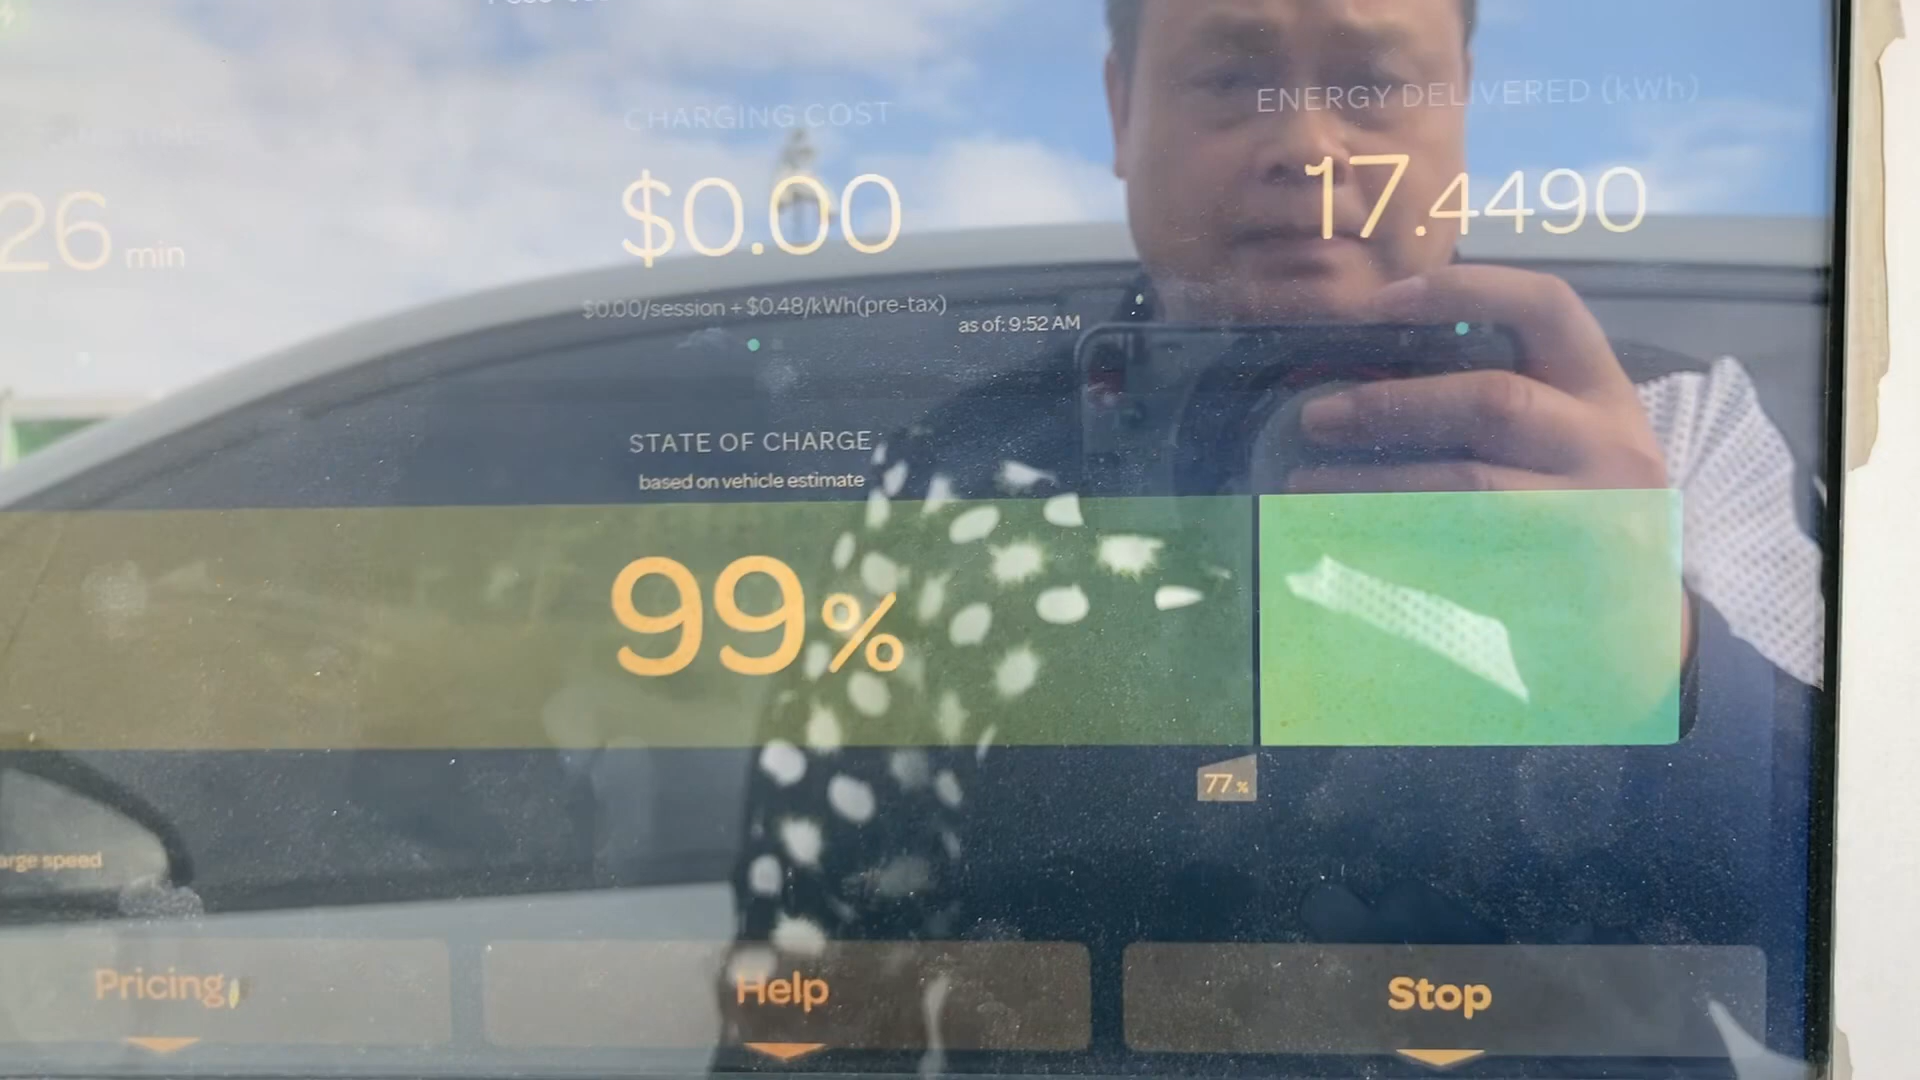 CHARGING COST
ENERGY DELIVERED (kWh)
26 min
$0.00
17.4490
$0.00/session + $0.48/kWh(pre-tax)
as of: 9:52 AM
STATE OF CHARGE
based on vehicle estimate
99%
77%
arge speed
Pricing
Help
Stop